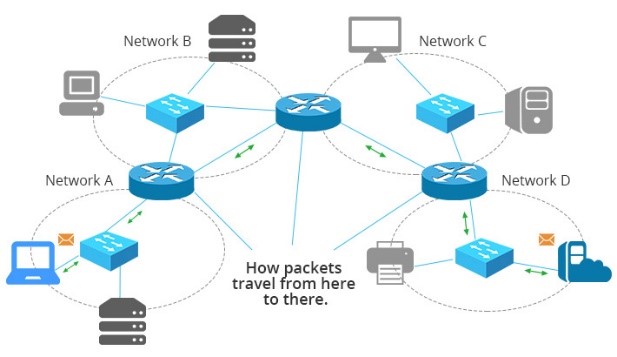 Network B
Network C
Network A
Network D
How packets
travel from here
to there.